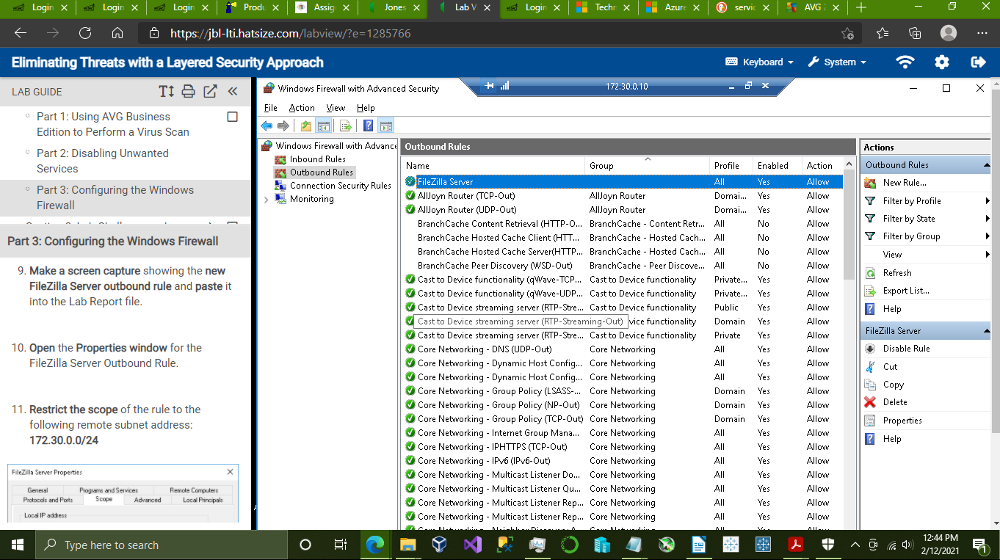 Login
Login
Login
Produ
Assig
Jones
Lab V
Login
Techr
Azure
servic
AVG 2
https://jbl-lti.hatsize.com/labview/?e=1285766
Eliminating Threats with a Layered Security Approach
Keyboard
System
LAB GUIDE
Part 1: Using AVG Business
Edition to Perform a Virus Scan
Part 2: Disabling Unwanted
Services
Part 3: Configuring the Windows
Firewall
Part 3: Configuring the Windows Firewall
9. Make a screen capture showing the new
FileZilla Server outbound rule and paste it
into the Lab Report file.
10. Open the Properties window for the
FileZilla Server Outbound Rule.
11. Restrict the scope of the rule to the
following remote subnet address:
172.30.0.0/24
FileZilla Server Properties
General Programs and Services Remote Computers
Protocols and Ports Scope Advanced Local Principals
Local IP address
Windows Firewall with Advanced Security
172.30.0.10
File Action View Help
Windows Firewall with Advance
Inbound Rules
Outbound Rules
Connection Security Rules
Monitoring
Outbound Rules
Name Group Profile Enabled Action
FileZilla Server All Yes Allow
AllJoyn Router (TCP-Out) AllJoyn Router Domai... Yes Allow
AllJoyn Router (UDP-Out) AllJoyn Router Domai... Yes Allow
BranchCache Content Retrieval (HTTP-O... BranchCache - Content Retr... All No Allow
BranchCache Hosted Cache Client (HTT... BranchCache - Hosted Cach... All No Allow
BranchCache Hosted Cache Server(HTTP... BranchCache - Hosted Cach... All No Allow
BranchCache Peer Discovery (WSD-Out) BranchCache - Peer Discove... All No Allow
Cast to Device functionality (qWave-TCP... Cast to Device functionality Private... Yes Allow
Cast to Device functionality (qWave-UDP... Cast to Device functionality Private... Yes Allow
Cast to Device streaming server (RTP-Stre... Cast to Device functionality Public Yes Allow
Cast to Device streaming server (RTP-Streaming-Out) vice functionality Domain Yes Allow
Cast to Device streaming server (RTP-Stre... Cast to Device functionality Private Yes Allow
Core Networking - DNS (UDP-Out) Core Networking All Yes Allow
Core Networking - Dynamic Host Config... Core Networking All Yes Allow
Core Networking - Dynamic Host Config... Core Networking All Yes Allow
Core Networking - Group Policy (LSASS-... Core Networking Domain Yes Allow
Core Networking - Group Policy (NP-Out) Core Networking Domain Yes Allow
Core Networking - Group Policy (TCP-Out) Core Networking Domain Yes Allow
Core Networking - Internet Group Mana... Core Networking All Yes Allow
Core Networking - IPHTTPS (TCP-Out) Core Networking All Yes Allow
Core Networking - IPv6 (IPv6-Out) Core Networking All Yes Allow
Core Networking - Multicast Listener Do... Core Networking All Yes Allow
Core Networking - Multicast Listener Qu... Core Networking All Yes Allow
Core Networking - Multicast Listener Rep... Core Networking All Yes Allow
Core Networking - Multicast Listener Rep... Core Networking All Yes Allow
Actions
Outbound Rules
New Rule...
Filter by Profile
Filter by State
Filter by Group
View
Refresh
Export List...
Help
FileZilla Server
Disable Rule
Cut
Copy
Delete
Properties
Help
Type here to search
12:44 PM
2/12/2021
1